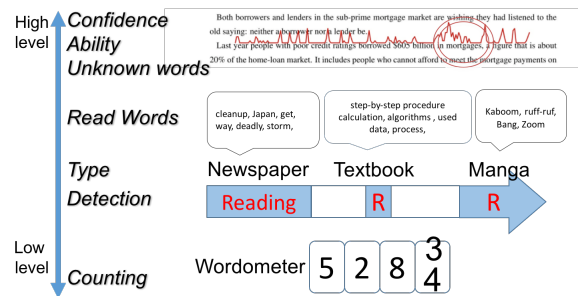 High
level
Confidence
Ability
Unknown words
Both borrowers and lenders in the sub-prime mortgage market are wishing they had listened to the
old saying: neither a borrower nor a lender be.
Last year people with poor credit ratings borrowed $605 billion in mortgages, a figure that is about
20% of the home-loan market. It includes people who cannot afford to meet the mortgage payments on
Read Words
cleanup, Japan, get,
way, deadly, storm,
step-by-step procedure
calculation, algorithms , used
data, process,
Kaboom, ruff-ruf,
Bang, Zoom
Type
Newspaper
Textbook
Manga
Detection
Reading
R
R
Low
level
Counting
Wordometer
5 2 8 3
4